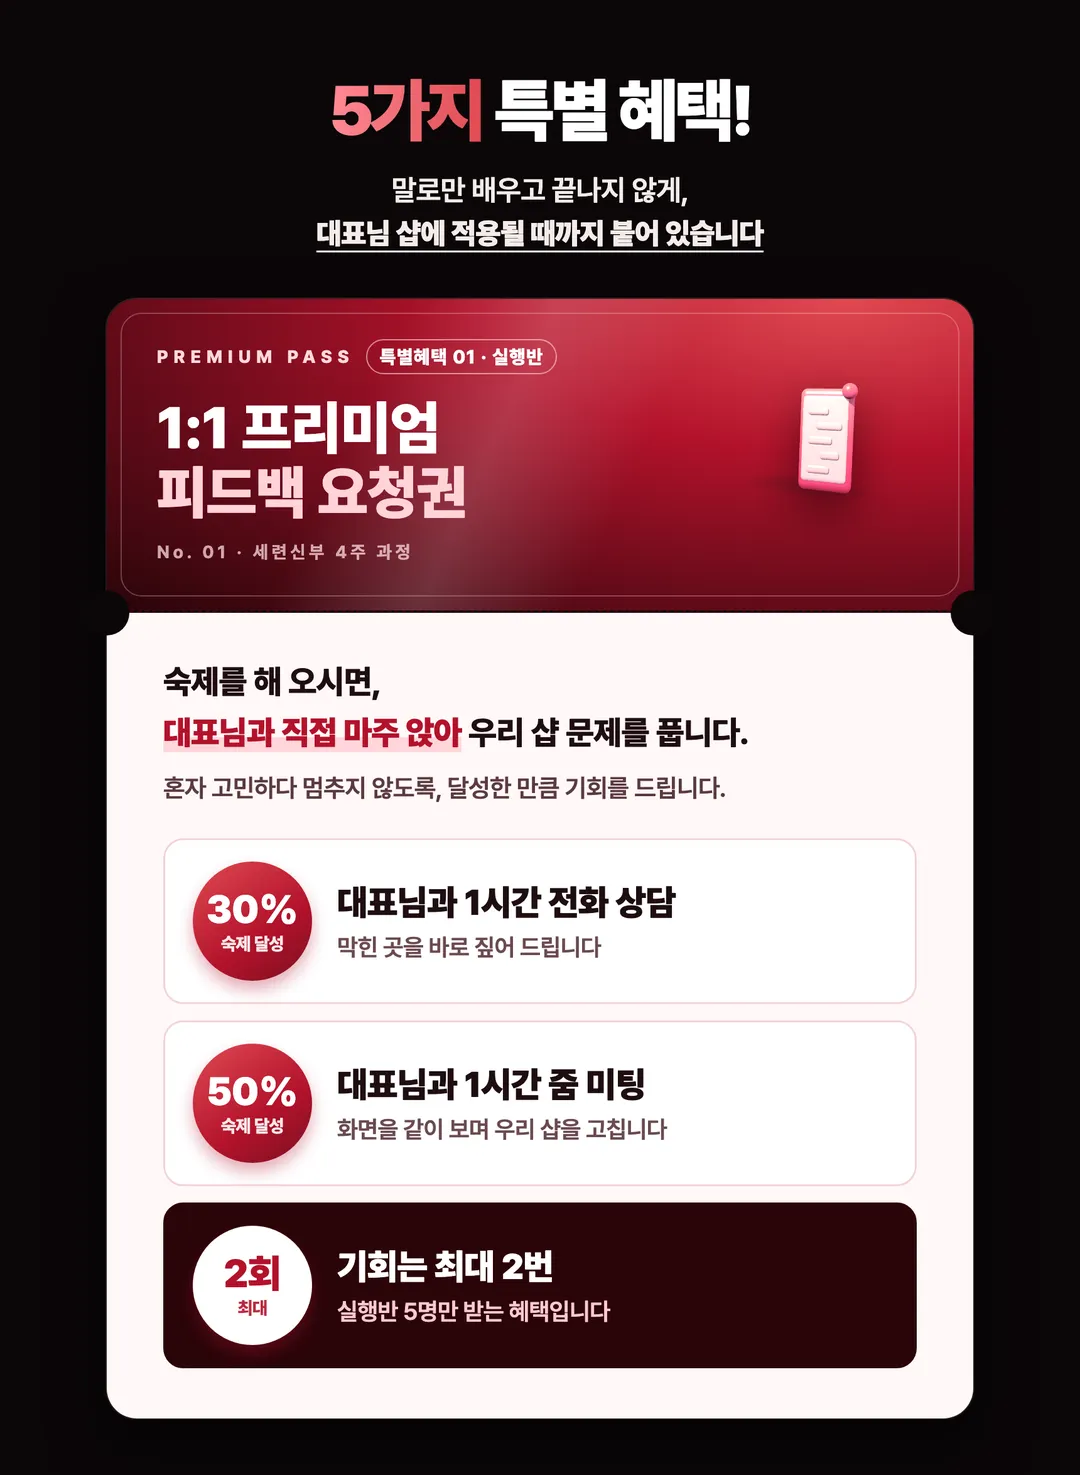 5가지 특별 혜택!
말로만 배우고 끝나지 않게,
대표님 샵에 적용될 때까지 붙어 있습니다
PREMIUM PASS 특별혜택 01 · 실행반
1:1 프리미엄
피드백 요청권
No. 01 · 세련신부 4주 과정
숙제를 해 오시면,
대표님과 직접 마주 앉아 우리 샵 문제를 풉니다.
혼자 고민하다 멈추지 않도록, 달성한 만큼 기회를 드립니다.
30%
숙제 달성
대표님과 1시간 전화 상담
막힌 곳을 바로 짚어 드립니다
50%
숙제 달성
대표님과 1시간 줌 미팅
화면을 같이 보며 우리 샵을 고칩니다
2회
최대
기회는 최대 2번
실행반 5명만 받는 혜택입니다